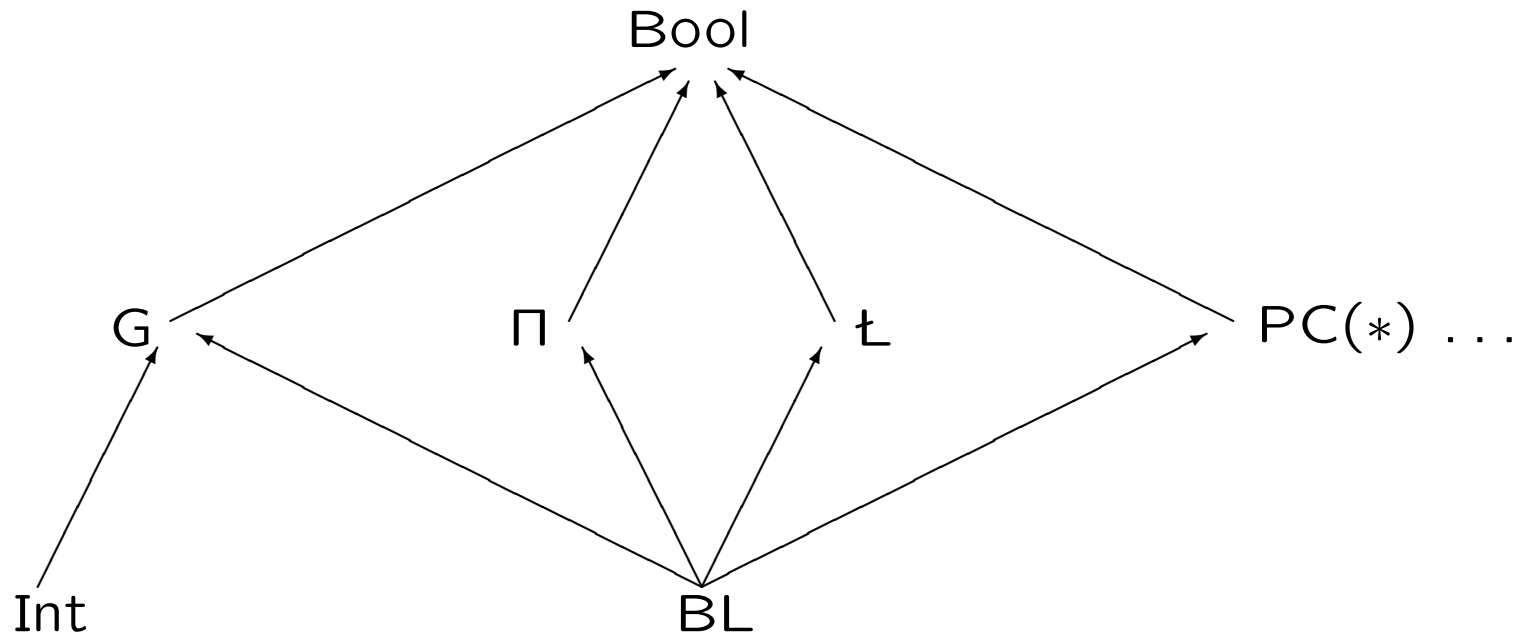 Bool
G Π Ł PC(∗) ...
Int BL